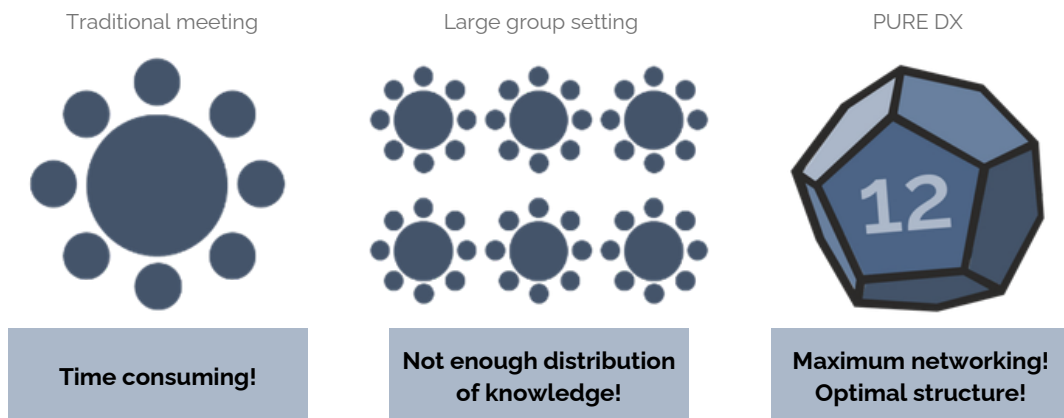 Traditional meeting
Large group setting
PURE DX
12
Time consuming!
Not enough distribution
of knowledge!
Maximum networking!
Optimal structure!